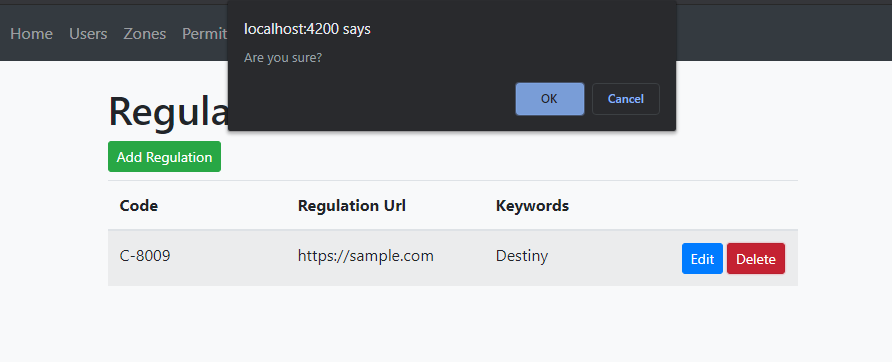 localhost:4200 says
Are you sure?
OK Cancel
Home Users Zones Permit
Regula
Add Regulation
Code Regulation Url Keywords
C-8009 https://sample.com Destiny Edit Delete